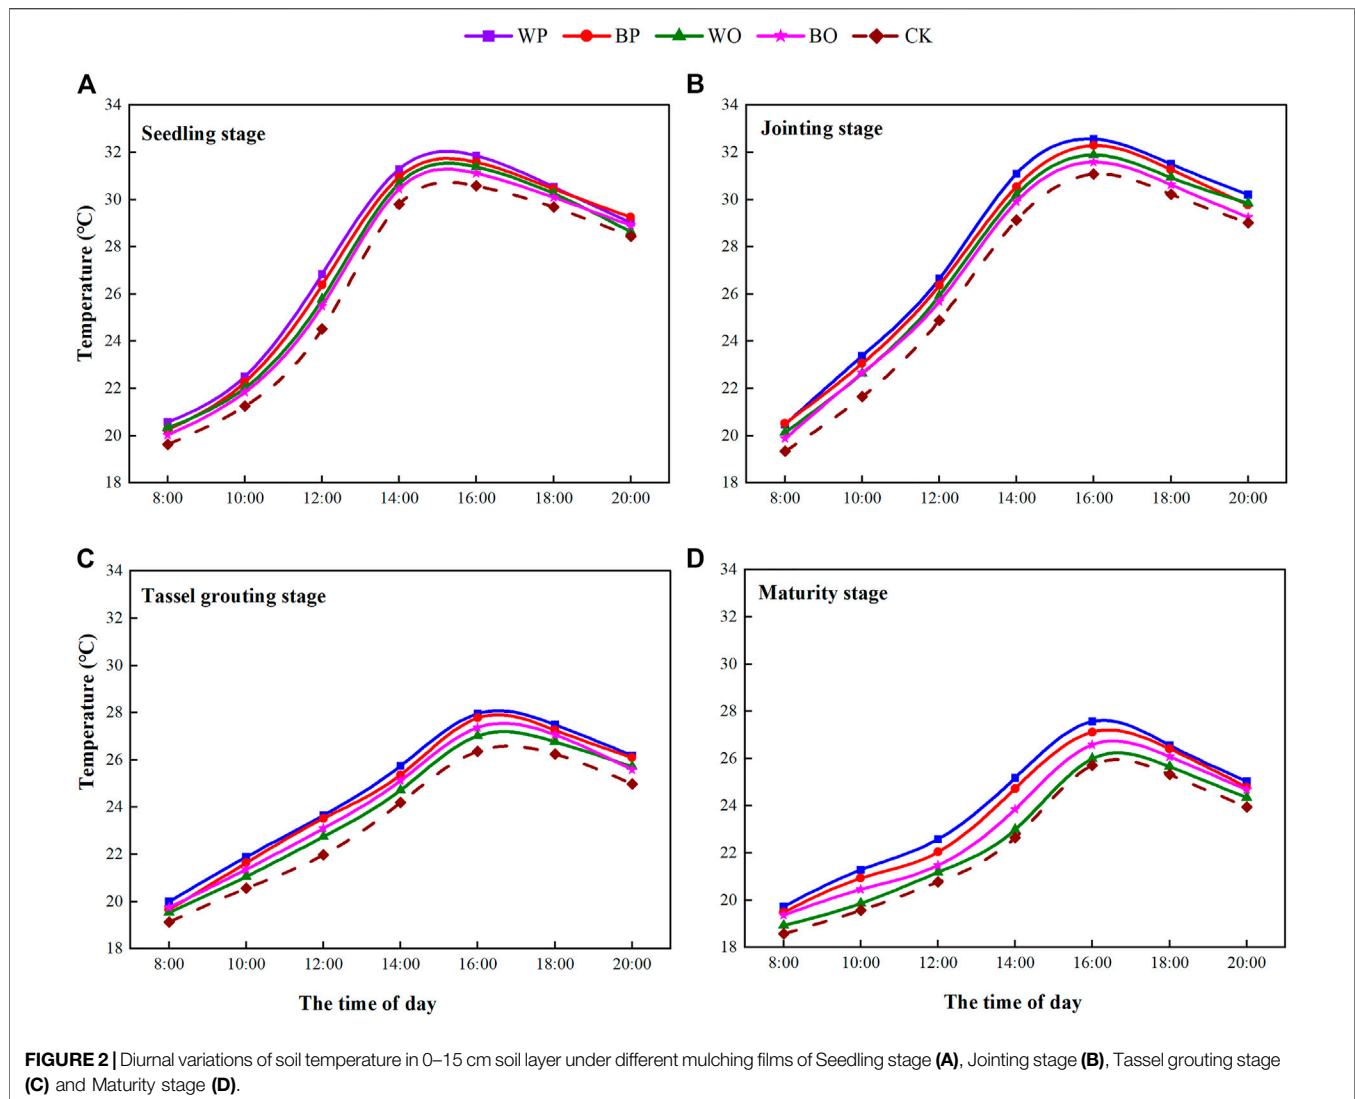 WP BP WO BO CK
A
Seedling stage
Temperature (℃)
34
32
30
28
26
24
22
20
18
8:00 10:00 12:00 14:00 16:00 18:00 20:00
B
Jointing stage
34
32
30
28
26
24
22
20
18
8:00 10:00 12:00 14:00 16:00 18:00 20:00
C
Tassel grouting stage
Temperature (℃)
34
32
30
28
26
24
22
20
18
8:00 10:00 12:00 14:00 16:00 18:00 20:00
The time of day
D
Maturity stage
34
32
30
28
26
24
22
20
18
8:00 10:00 12:00 14:00 16:00 18:00 20:00
The time of day
FIGURE 2 | Diurnal variations of soil temperature in 0–15 cm soil layer under different mulching films of Seedling stage (A), Jointing stage (B), Tassel grouting stage
(C) and Maturity stage (D).